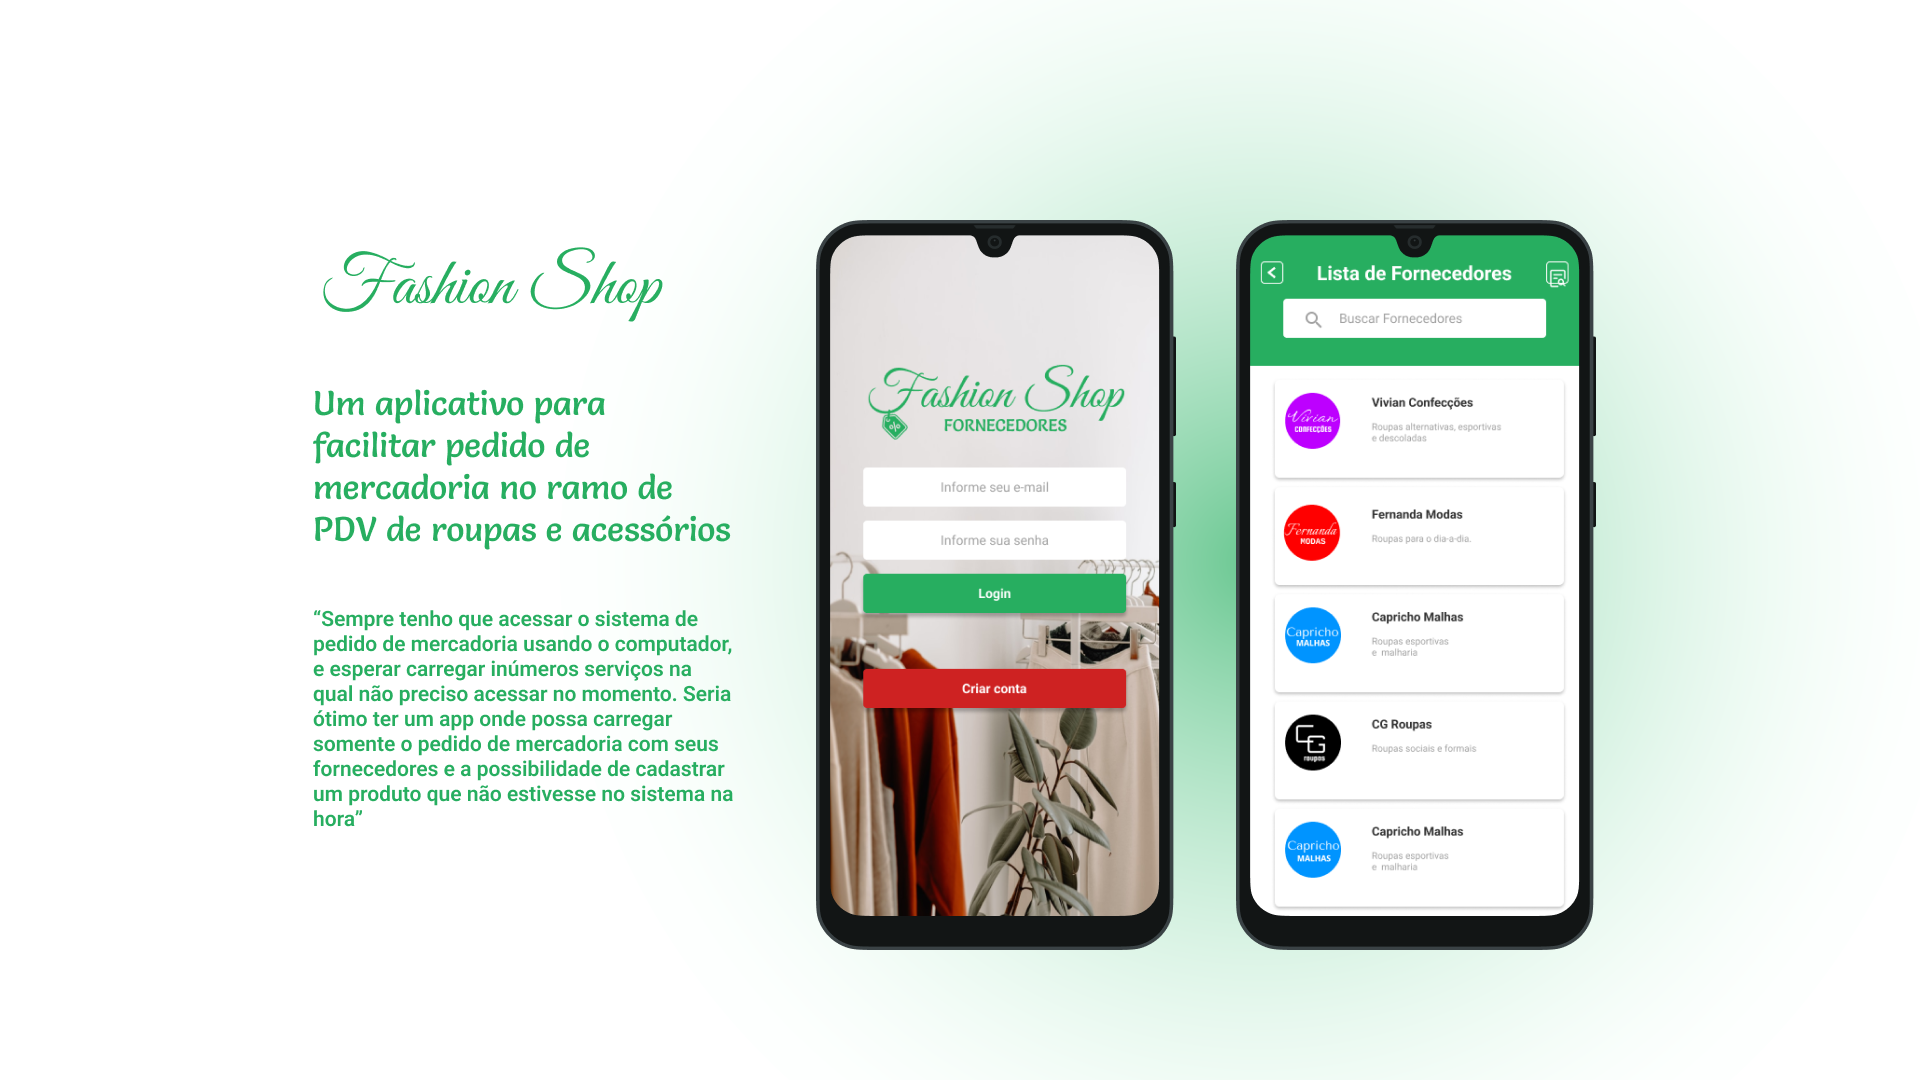 Fashion Shop
Um aplicativo para
facilitar pedido de
mercadoria no ramo de
PDV de roupas e acessórios
“Sempre tenho que acessar o sistema de
pedido de mercadoria usando o computador,
e esperar carregar inúmeros serviços na
qual não preciso acessar no momento. Seria
ótimo ter um app onde possa carregar
somente o pedido de mercadoria com seus
fornecedores e a possibilidade de cadastrar
um produto que não estivesse no sistema na
hora”
Fashion Shop
FORNECEDORES
Informe seu e-mail
Informe sua senha
Login
Criar conta
Lista de Fornecedores
Buscar Fornecedores
Vivian
CONFECÇÕES
Vivian Confecções
Roupas alternativas, esportivas
e descoladas
Fernanda
MODAS
Fernanda Modas
Roupas para o dia-a-dia.
Capricho
MALHAS
Capricho Malhas
Roupas esportivas
e malharia
CG
roupas
CG Roupas
Roupas sociais e formais
Capricho
MALHAS
Capricho Malhas
Roupas esportivas
e malharia